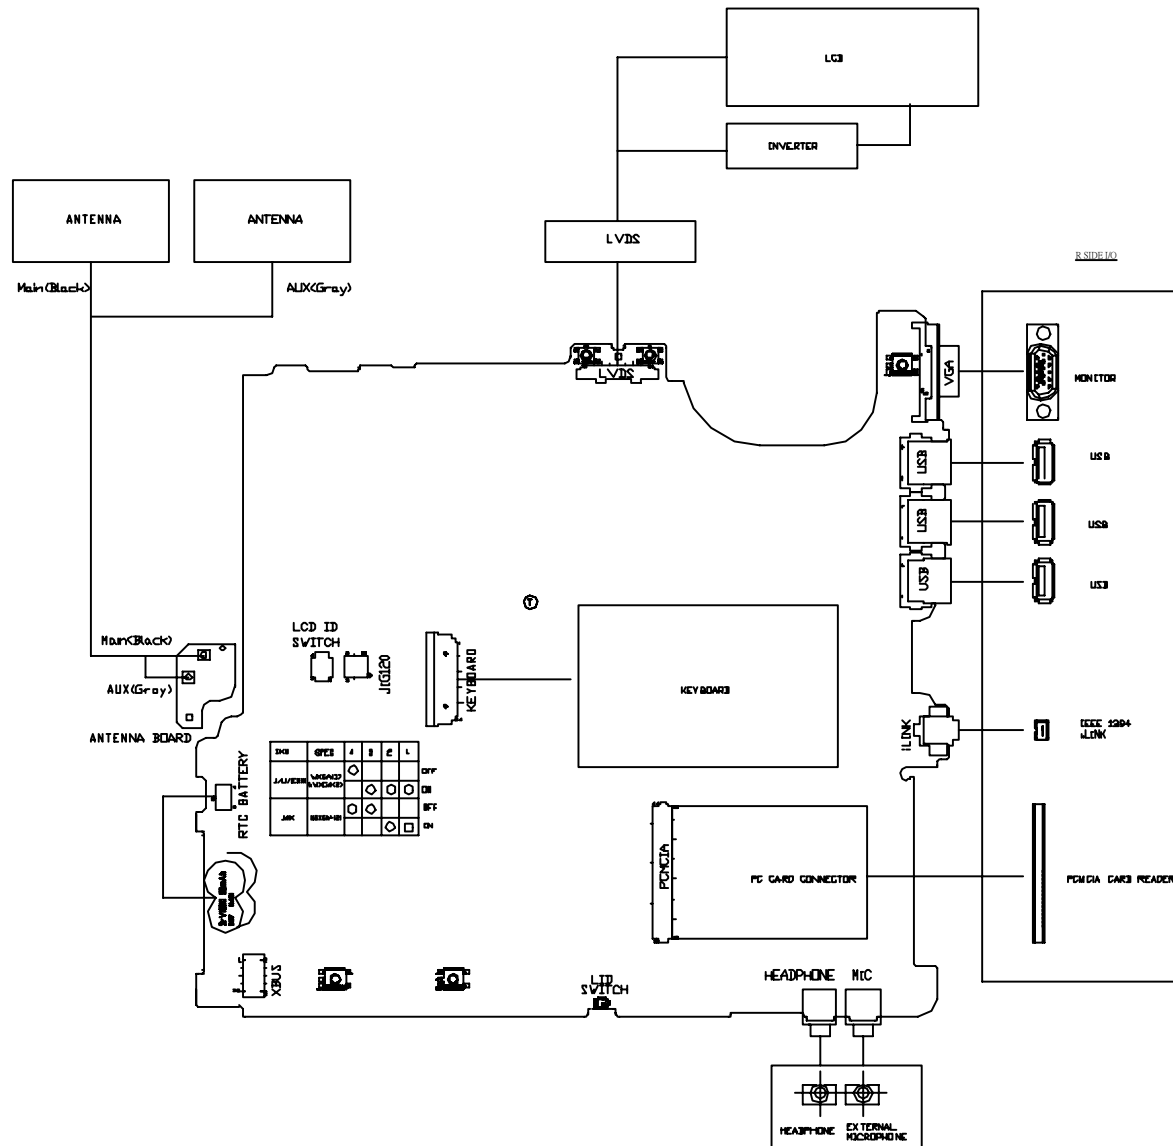 LCD
INVERTER
ANTENNA
ANTENNA
LVDS
R SIDE I/O
Main(Black)
AUX(Gray)
LVDS
VGA
MONITOR
USB
USB
USB
USB
USB
USB
LCD ID
SWITCH
KEYBOARD
KEYBOARD
Main(Black)
AUX(Gray)
ANTENNA BOARD
ILINK
IEEE 1394
iLINK
RTC BATTERY
OFF
ON
OFF
ON
PCMCIA
PC CARD CONNECTOR
PCMCIA CARD READER
XBUS
LID
SWITCH
HEADPHONE
MIC
HEADPHONE
EXTERNAL
MICROPHONE